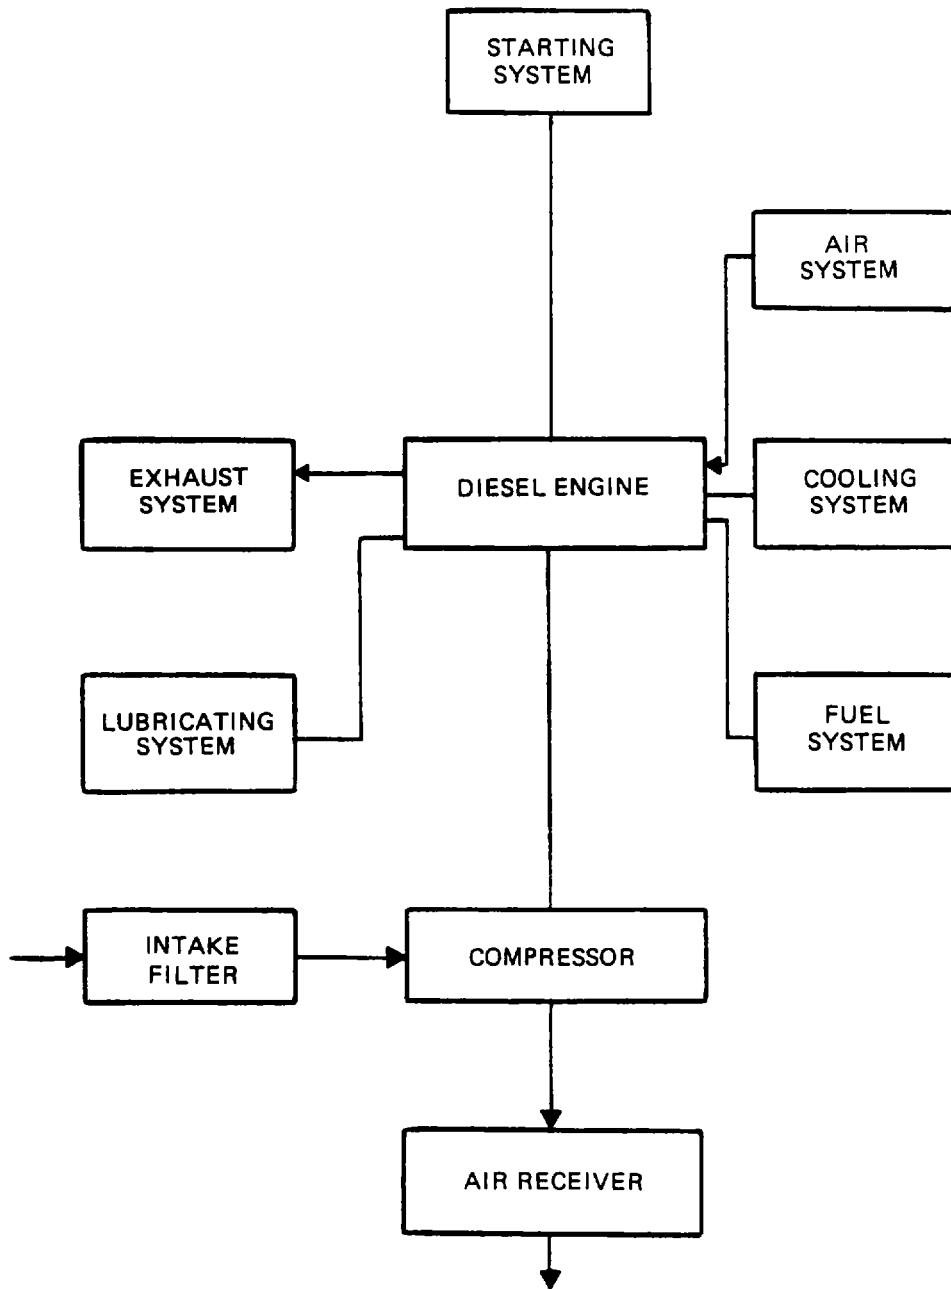 STARTING
SYSTEM
AIR
SYSTEM
EXHAUST
SYSTEM
DIESEL ENGINE
COOLING
SYSTEM
LUBRICATING
SYSTEM
FUEL
SYSTEM
INTAKE
FILTER
COMPRESSOR
AIR RECEIVER